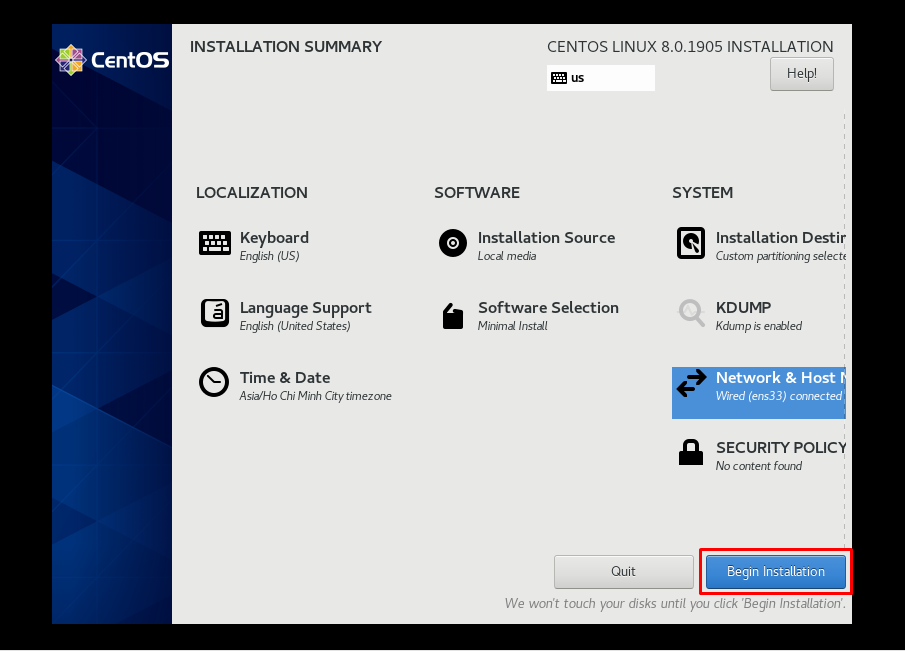 CentOS
INSTALLATION SUMMARY
CENTOS LINUX 8.0.1905 INSTALLATION
us
Help!
LOCALIZATION
Keyboard
English (US)
Language Support
English (United States)
Time & Date
Asia/Ho Chi Minh City timezone
SOFTWARE
Installation Source
Local media
Software Selection
Minimal Install
SYSTEM
Installation Destin
Custom partitioning selecte
KDUMP
Kdump is enabled
Network & Host N
Wired (ens33) connected
SECURITY POLICY
No content found
Quit
Begin Installation
We won't touch your disks until you click 'Begin Installation'.